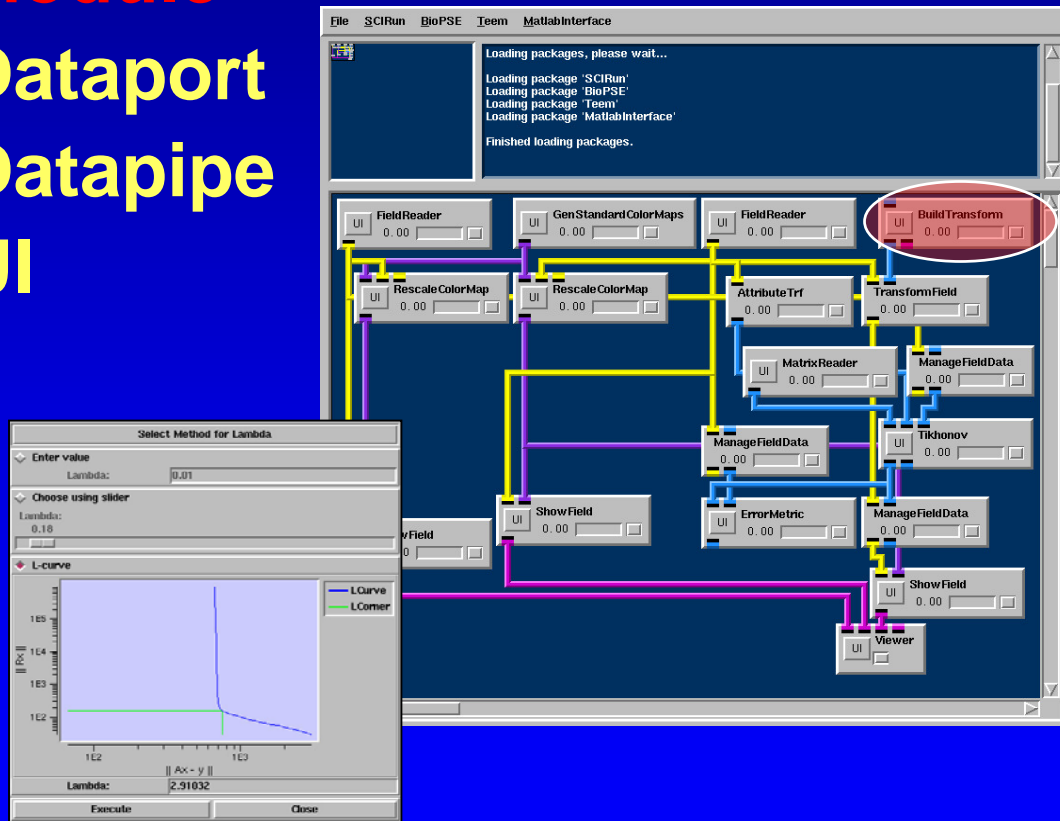 Dataport
Datapipe
UI
File SCIRun BioPSE Teem MatlabInterface
Loading packages, please wait...
Loading package 'SCIRun'
Loading package 'BioPSE'
Loading package 'Teem'
Loading package 'MatlabInterface'
Finished loading packages.
UI FieldReader
0.00
UI GenStandardColorMaps
0.00
UI FieldReader
0.00
UI BuildTransform
0.00
UI RescaleColorMap
0.00
UI RescaleColorMap
0.00
AttributeTrf
0.00
TransformField
0.00
UI MatrixReader
0.00
ManageFieldData
0.00
ManageFieldData
0.00
UI Tikhonov
0.00
UI ShowField
0.00
UI ErrorMetric
0.00
ManageFieldData
0.00
wField
0
UI ShowField
0.00
UI Viewer
Select Method for Lambda
Enter value
Lambda: 0.01
Choose using slider
Lambda:
0.18
L-curve
LCurve
LCorner
1E5
1E4
1E3
1E2
|| Rx ||
1E2 1E3
|| Ax - y ||
Lambda: 2.91032
Execute Close